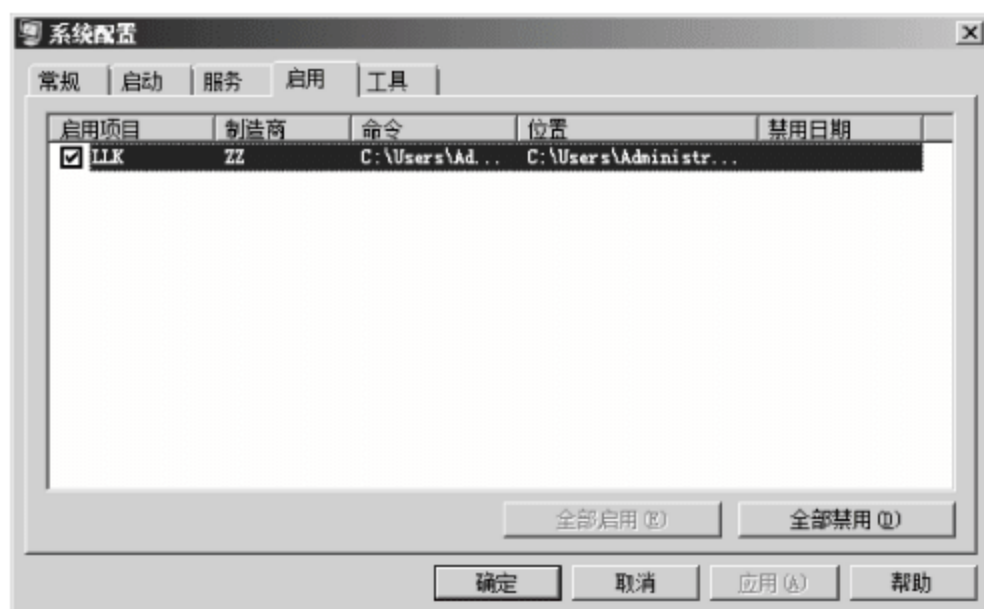 系统配置
常规 启动 服务 启用 工具
启用项目 制造商 命令 位置 禁用日期
LLK ZZ C:\Users\Ad... C:\Users\Administr...
全部启用(E) 全部禁用(D)
确定 取消 应用(A) 帮助